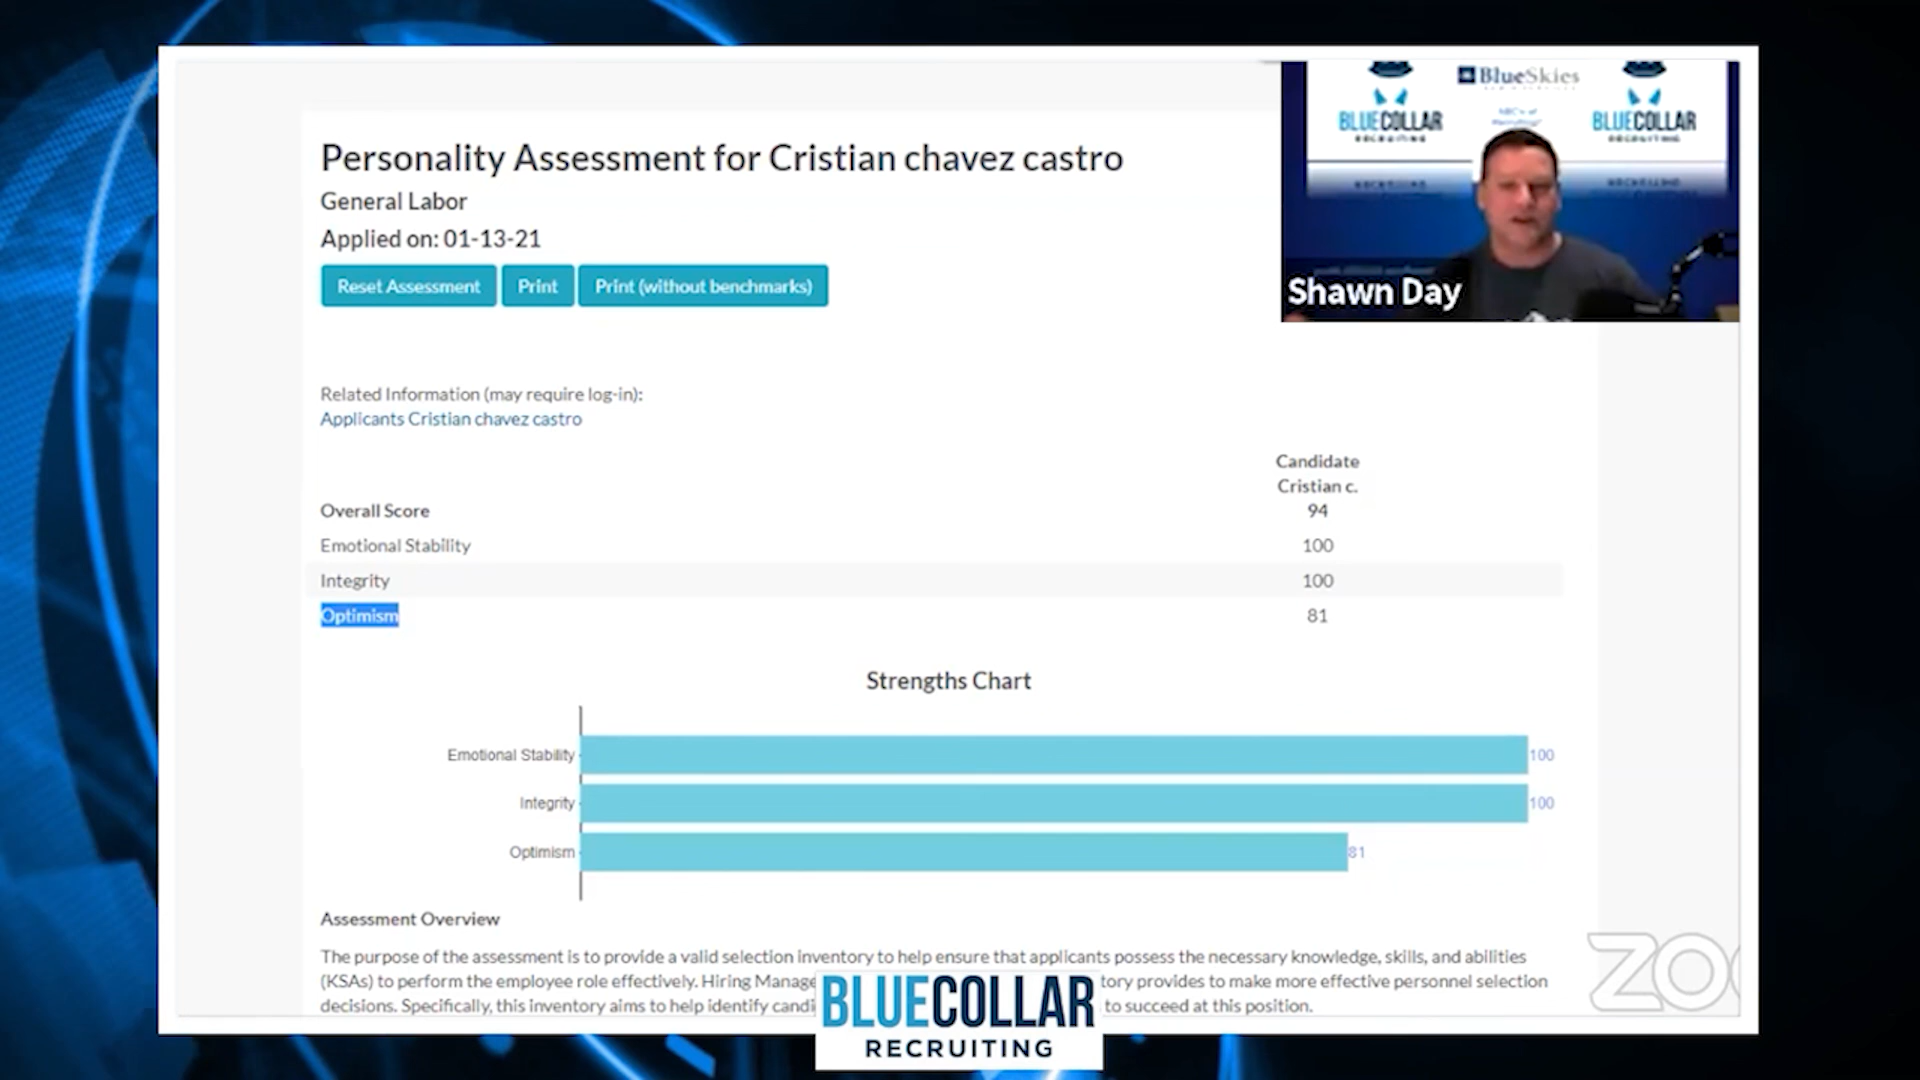 Personality Assessment for Cristian chavez castro
General Labor
Applied on: 01-13-21
Reset Assessment
Print
Print (without benchmarks)
BlueSkies
BLUECOLLAR
RECRUITING
BLUECOLLAR
RECRUITING
Shawn Day
Related Information (may require log-in):
Applicants Cristian chavez castro
Candidate
Cristian c.
Overall Score 94
Emotional Stability 100
Integrity 100
Optimism 81
Strengths Chart
Emotional Stability 100
Integrity 100
Optimism 81
Assessment Overview
The purpose of the assessment is to provide a valid selection inventory to help ensure that applicants possess the necessary knowledge, skills, and abilities
(KSAs) to perform the employee role effectively. Hiring Manage tory provides to make more effective personnel selection
decisions. Specifically, this inventory aims to help identify candi to succeed at this position.
ZO
BLUECOLLAR
RECRUITING